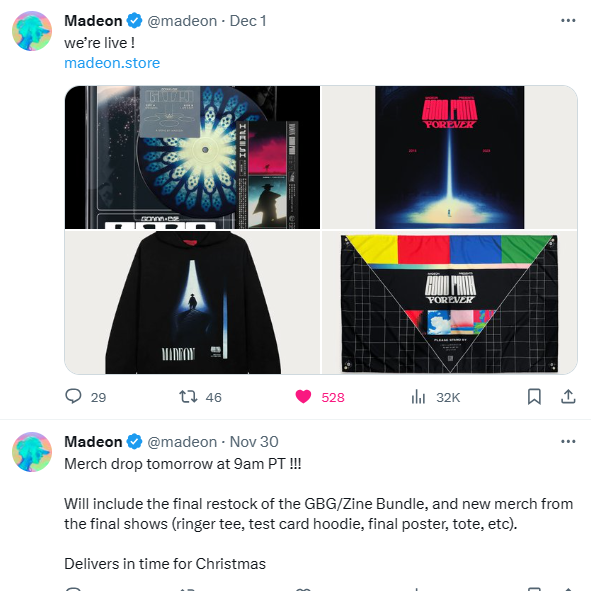 Madeon @madeon · Dec 1
we're live !
madeon.store
GOOD FAITH
FOREVER
GOOD FAITH
FOREVER
PLEASE STAND BY
MADEON
29 46 528 32K
Madeon @madeon · Nov 30
Merch drop tomorrow at 9am PT !!!
Will include the final restock of the GBG/Zine Bundle, and new merch from
the final shows (ringer tee, test card hoodie, final poster, tote, etc).
Delivers in time for Christmas